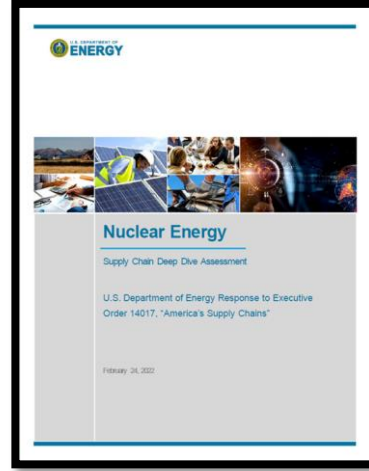 U.S. DEPARTMENT OF
ENERGY
Nuclear Energy
Supply Chain Deep Dive Assessment
U.S. Department of Energy Response to Executive
Order 14017, "America's Supply Chains"
February 24, 2022